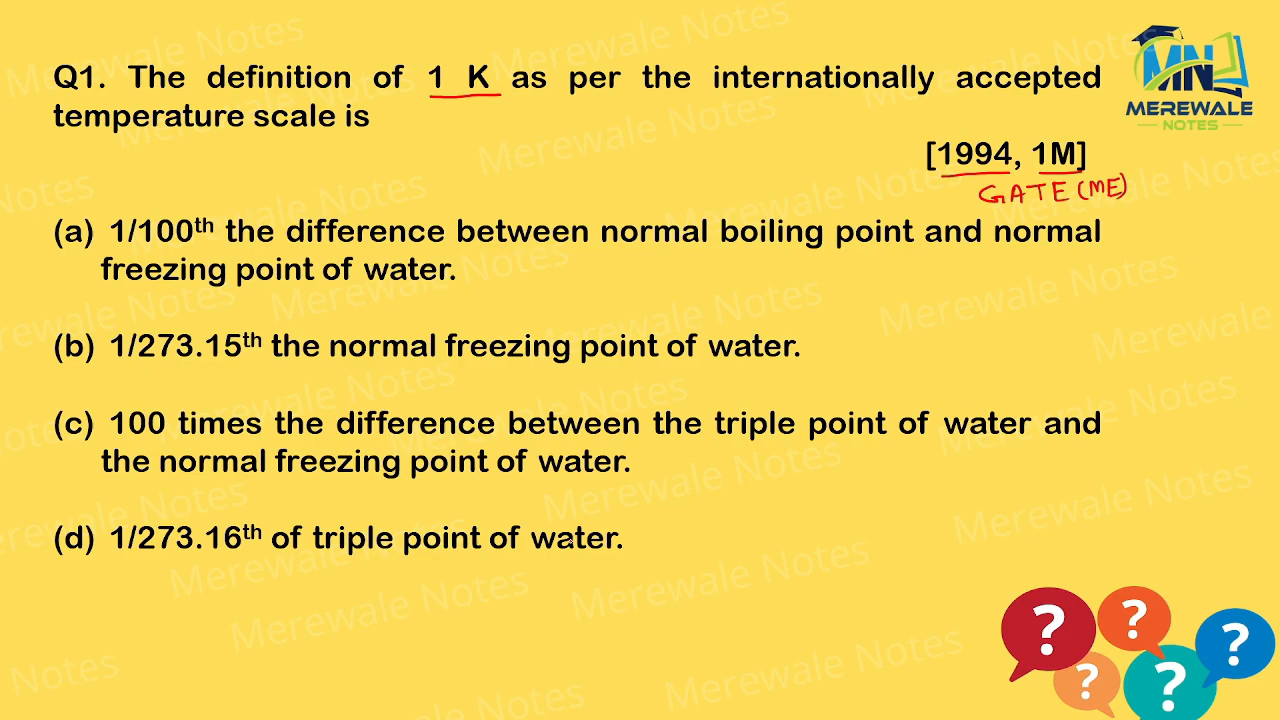 Q1. The definition of 1 K as per the internationally accepted
temperature scale is
[1994, 1M]
GATE (ME)
(a) 1/100th the difference between normal boiling point and normal
freezing point of water.
(b) 1/273.15th the normal freezing point of water.
(c) 100 times the difference between the triple point of water and
the normal freezing point of water.
(d) 1/273.16th of triple point of water.
MN
MEREWALE
NOTES
Merewale Notes
? ? ? ? ?